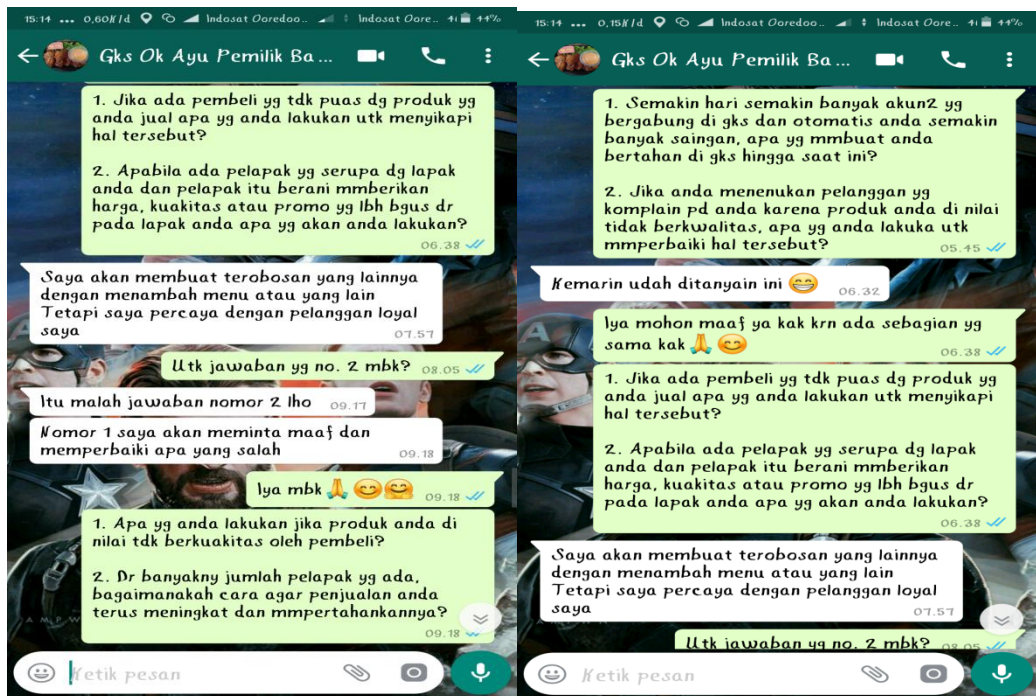 15:14 ... 0,60K/d Indosat Ooredoo.. Indosat Oore.. 44%
Gks Ok Ayu Pemilik Ba...
1. Jika ada pembeli yg tdk puas dg produk yg
anda jual apa yg anda lakukan utk menyikapi
hal tersebut?
2. Apabila ada pelapak yg serupa dg lapak
anda dan pelapak itu berani mmberikan
harga, kuakitas atau promo yg lbh bgus dr
pada lapak anda apa yg akan anda lakukan?
06.38
Saya akan membuat terobosan yang lainnya
dengan menambah menu atau yang lain
Tetapi saya percaya dengan pelanggan loyal
saya
07.57
Utk jawaban yg no. 2 mbk? 08.05
Itu malah jawaban nomor 2 lho 09.17
Nomor 1 saya akan meminta maaf dan
memperbaiki apa yang salah
09.18
Iya mbk 🙏😊🤗 09.18
1. Apa yg anda lakukan jika produk anda di
nilai tdk berkuakitas oleh pembeli?
2. Dr banyakny jumlah pelapak yg ada,
bagaimanakah cara agar penjualan anda
terus meningkat dan mmpertahankannya?
09.18
Ketik pesan
15:14 ... 0,15K/d Indosat Ooredoo.. Indosat Oore.. 44%
Gks Ok Ayu Pemilik Ba...
1. Semakin hari semakin banyak akun2 yg
bergabung di gks dan otomatis anda semakin
banyak saingan, apa yg mmbuat anda
bertahan di gks hingga saat ini?
2. Jika anda menenukan pelanggan yg
komplain pd anda karena produk anda di nilai
tidak berkwalitas, apa yg anda lakuka utk
mmperbaiki hal tersebut?
05.45
Kemarin udah ditanyain ini 😁 06.32
Iya mohon maaf ya kak krn ada sebagian yg
sama kak 🙏😊
06.38
1. Jika ada pembeli yg tdk puas dg produk yg
anda jual apa yg anda lakukan utk menyikapi
hal tersebut?
2. Apabila ada pelapak yg serupa dg lapak
anda dan pelapak itu berani mmberikan
harga, kuakitas atau promo yg lbh bgus dr
pada lapak anda apa yg akan anda lakukan?
06.38
Saya akan membuat terobosan yang lainnya
dengan menambah menu atau yang lain
Tetapi saya percaya dengan pelanggan loyal
saya
07.57
Utk jawaban yg no. 2 mbk? 08.05
Ketik pesan